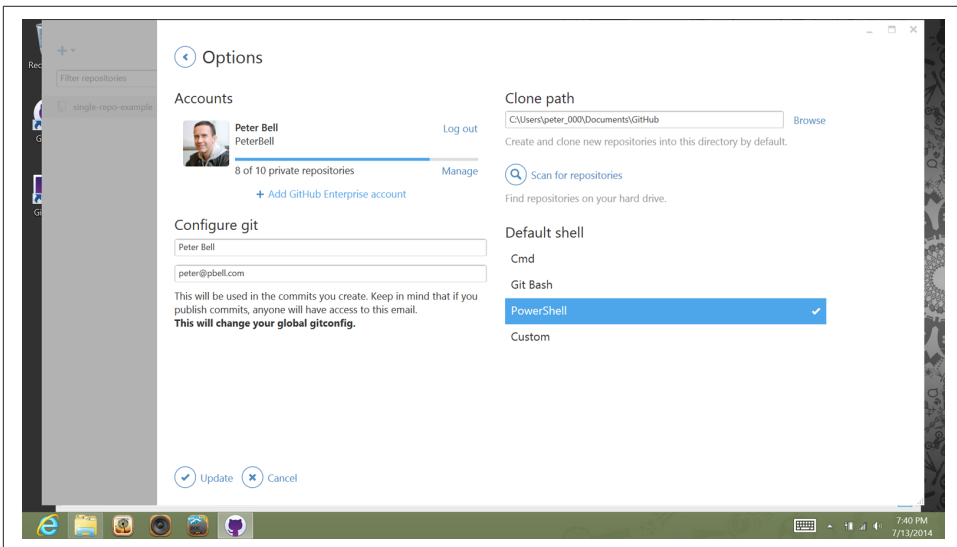 Options
Filter repositories
single-repo-example
Accounts
Peter Bell
PeterBell
Log out
8 of 10 private repositories
Manage
+ Add GitHub Enterprise account
Configure git
Peter Bell
peter@pbell.com
This will be used in the commits you create. Keep in mind that if you
publish commits, anyone will have access to this email.
This will change your global gitconfig.
Clone path
C:\Users\peter_000\Documents\GitHub
Browse
Create and clone new repositories into this directory by default.
Scan for repositories
Find repositories on your hard drive.
Default shell
Cmd
Git Bash
PowerShell
Custom
Update
Cancel
7:40 PM
7/13/2014